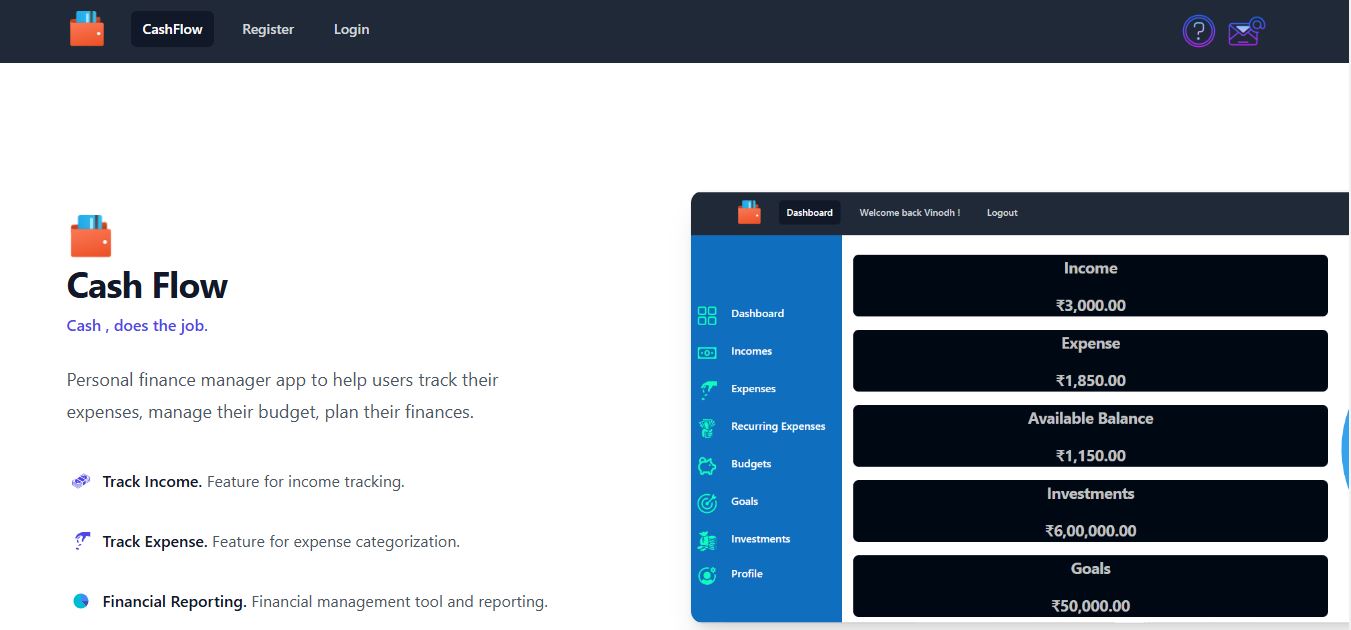 CashFlow Register Login
Cash Flow
Cash , does the job.
Personal finance manager app to help users track their
expenses, manage their budget, plan their finances.
Track Income. Feature for income tracking.
Track Expense. Feature for expense categorization.
Financial Reporting. Financial management tool and reporting.
Dashboard Welcome back Vinodh ! Logout
Dashboard
Incomes
Expenses
Recurring Expenses
Budgets
Goals
Investments
Profile
Income
₹3,000.00
Expense
₹1,850.00
Available Balance
₹1,150.00
Investments
₹6,00,000.00
Goals
₹50,000.00